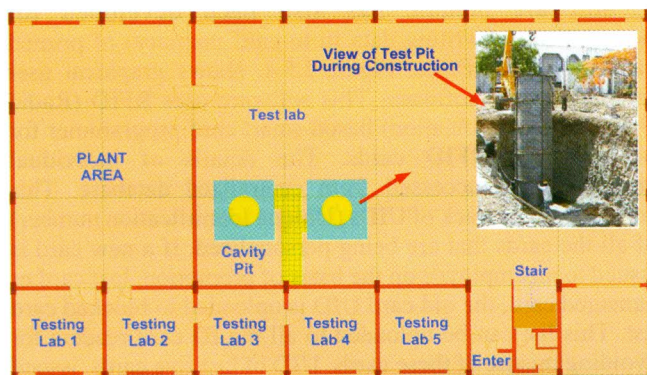 View of Test Pit
During Construction
Test lab
PLANT
AREA
Cavity
Pit
Stair
Testing
Lab 1
Testing
Lab 2
Testing
Lab 3
Testing
Lab 4
Testing
Lab 5
Enter